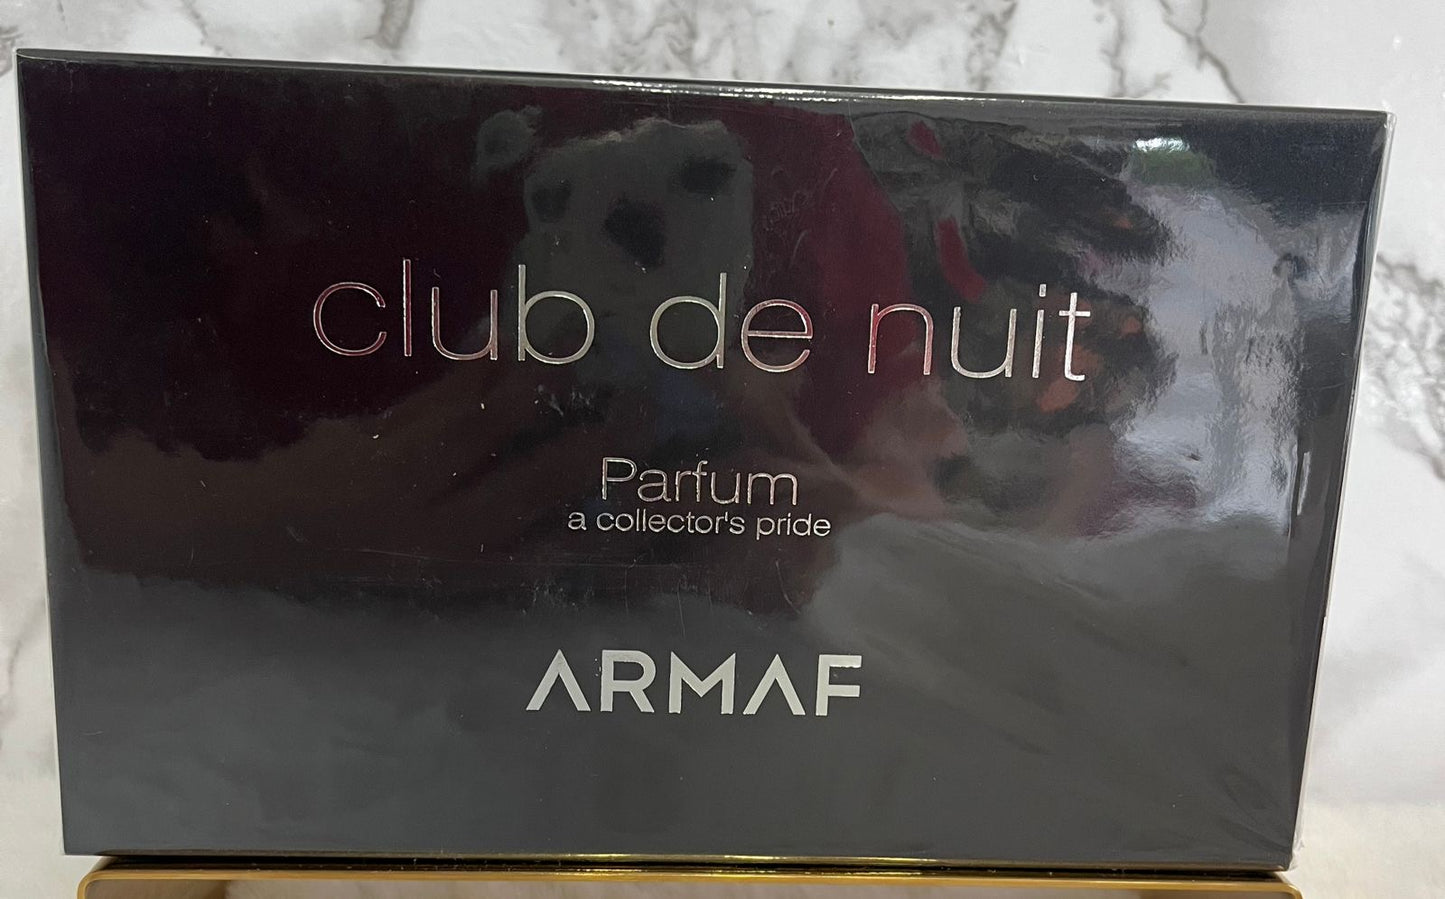 club de nuit
Parfum
a collector's pride
ARMAF